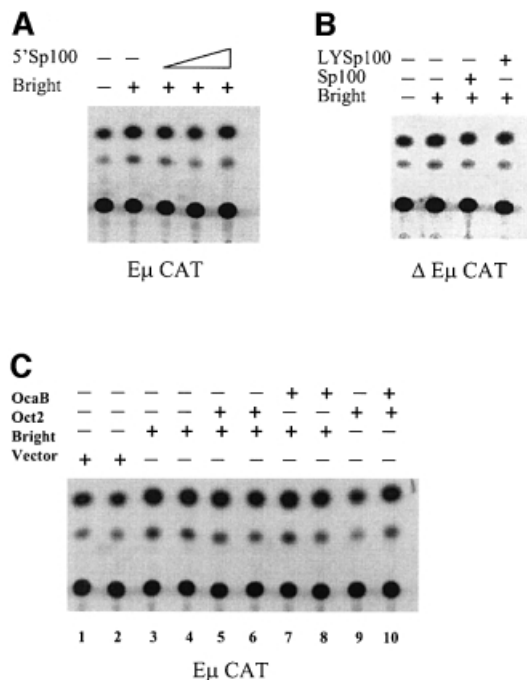 A
5'Sp100 – –
Bright – + + + +
Eμ CAT
B
LYSp100 – – – +
Sp100 – – + –
Bright – + + +
Δ Eμ CAT
C
OcaB – – – – – – + + – +
Oct2 – – – – + + – – + +
Bright – – + + + + + + – –
Vector + + – – – – – – – –
1 2 3 4 5 6 7 8 9 10
Eμ CAT